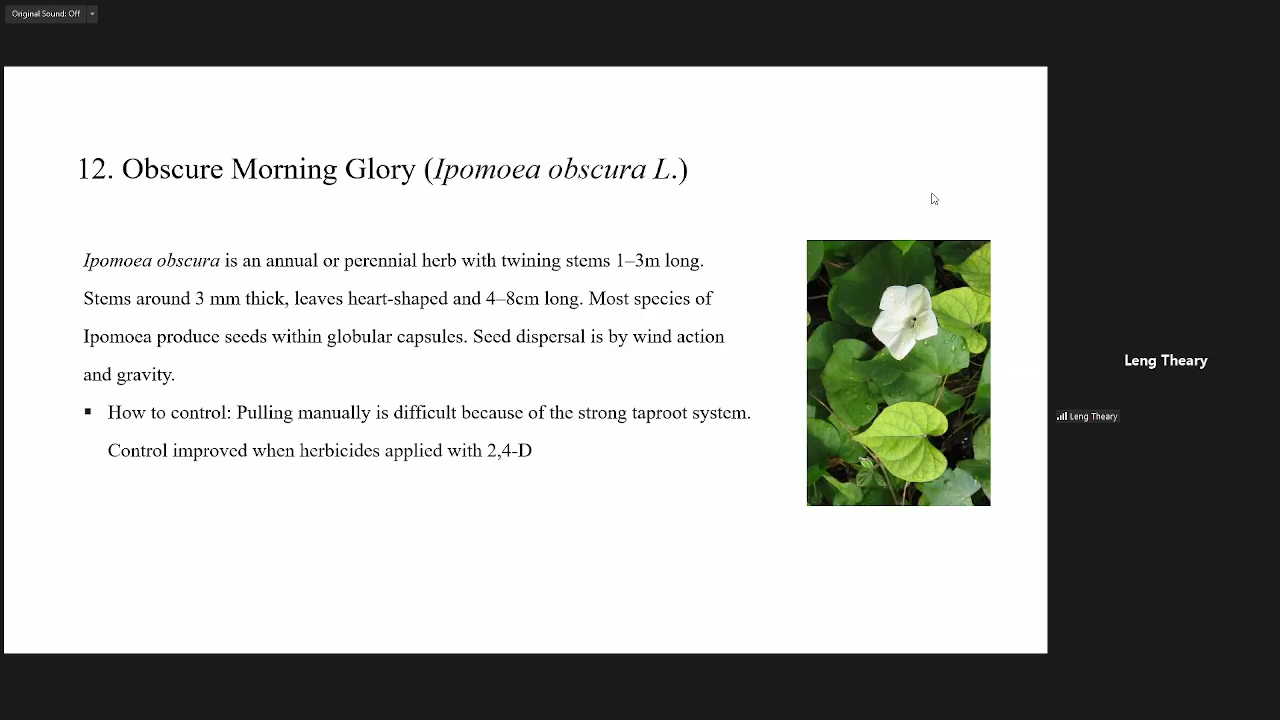 Original Sound: Off
12. Obscure Morning Glory (Ipomoea obscura L.)
Ipomoea obscura is an annual or perennial herb with twining stems 1–3m long.
Stems around 3 mm thick, leaves heart-shaped and 4–8cm long. Most species of
Ipomoea produce seeds within globular capsules. Seed dispersal is by wind action
and gravity.
▪ How to control: Pulling manually is difficult because of the strong taproot system.
Control improved when herbicides applied with 2,4-D
Leng Theary
Leng Theary